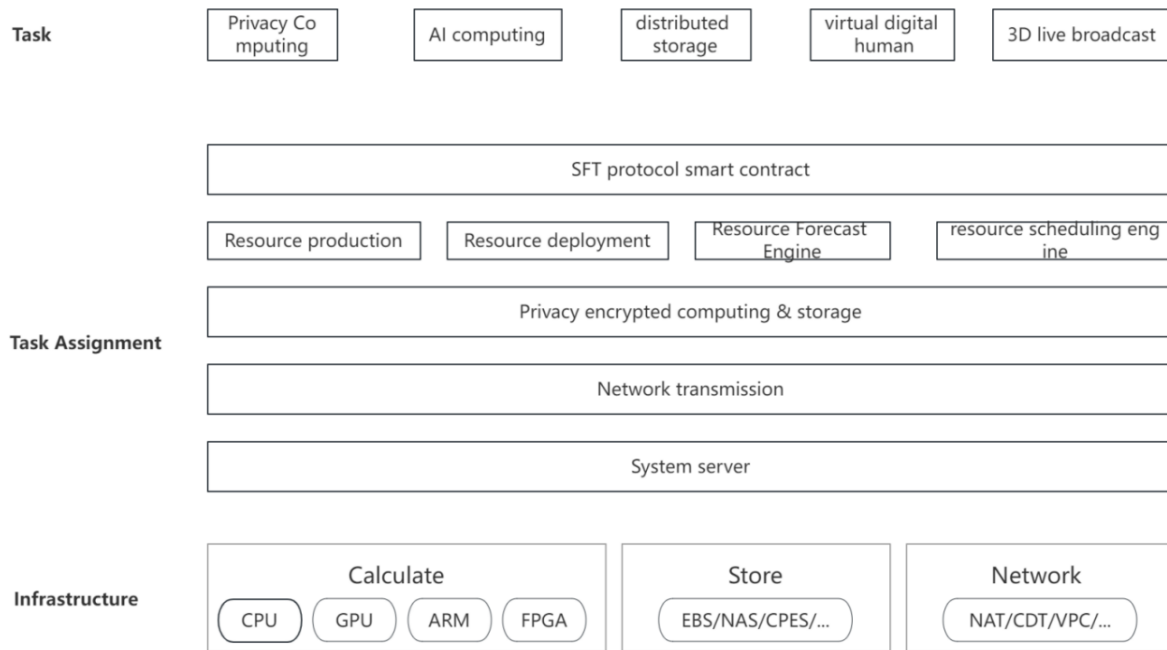 Task
Privacy Co
mputing
AI computing
distributed
storage
virtual digital
human
3D live broadcast
SFT protocol smart contract
Resource production
Resource deployment
Resource Forecast
Engine
resource scheduling eng
ine
Privacy encrypted computing & storage
Task Assignment
Network transmission
System server
Infrastructure
Calculate
CPU
GPU
ARM
FPGA
Store
EBS/NAS/CPES/...
Network
NAT/CDT/VPC/...